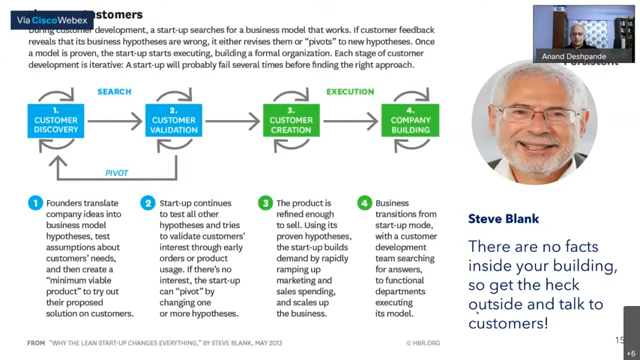 Via Cisco Webex
Customers
During customer development, a start-up searches for a business model that works. If customer feedback
reveals that its business hypotheses are wrong, it either revises them or "pivots" to new hypotheses. Once
a model is proven, the start-up starts executing, building a formal organization. Each stage of customer
development is iterative: A start-up will probably fail several times before finding the right approach.
Anand Deshpande
SEARCH
EXECUTION
1.
CUSTOMER
DISCOVERY
2.
CUSTOMER
VALIDATION
3.
CUSTOMER
CREATION
4.
COMPANY
BUILDING
PIVOT
1 Founders translate
company ideas into
business model
hypotheses, test
assumptions about
customers' needs, and
then create a
"minimum viable
product" to try out
their proposed
solution on customers.
2 Start-up continues
to test all other
hypotheses and tries
to validate customers'
interest through early
orders or product
usage. If there's no
interest, the start-up
can "pivot" by
changing one
or more hypotheses.
3 The product is
refined enough
to sell. Using its
proven hypotheses,
the start-up builds
demand by rapidly
ramping up
marketing and
sales spending,
and scales up
the business.
4 Business
transitions from
start-up mode,
with a customer
development
team searching
for answers,
to functional
departments
executing
its model.
Steve Blank
There are no facts
inside your building,
so get the heck
outside and talk to
customers!
FROM "WHY THE LEAN START-UP CHANGES EVERYTHING," BY STEVE BLANK, MAY 2013
© HBR.ORG
15
+6